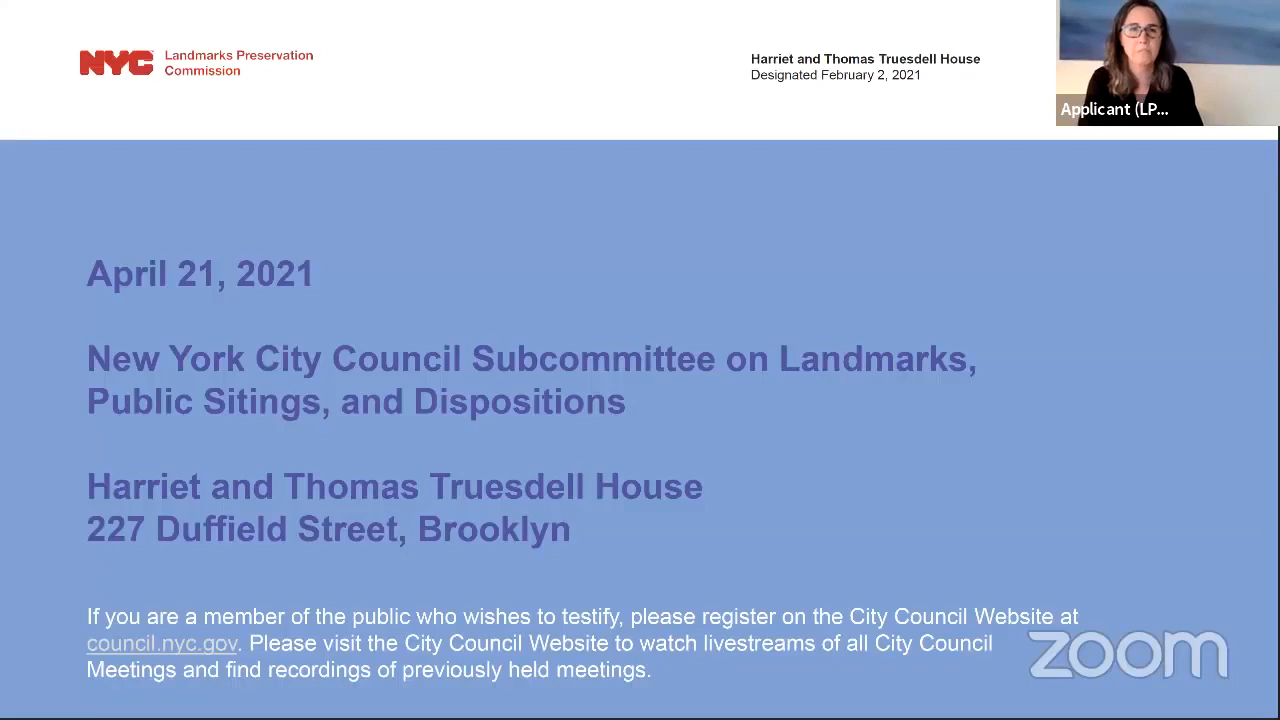 NYC Landmarks Preservation
Commission
Harriet and Thomas Truesdell House
Designated February 2, 2021
Applicant (LP...
April 21, 2021
New York City Council Subcommittee on Landmarks,
Public Sitings, and Dispositions
Harriet and Thomas Truesdell House
227 Duffield Street, Brooklyn
If you are a member of the public who wishes to testify, please register on the City Council Website at
council.nyc.gov. Please visit the City Council Website to watch livestreams of all City Council
Meetings and find recordings of previously held meetings.
zoom